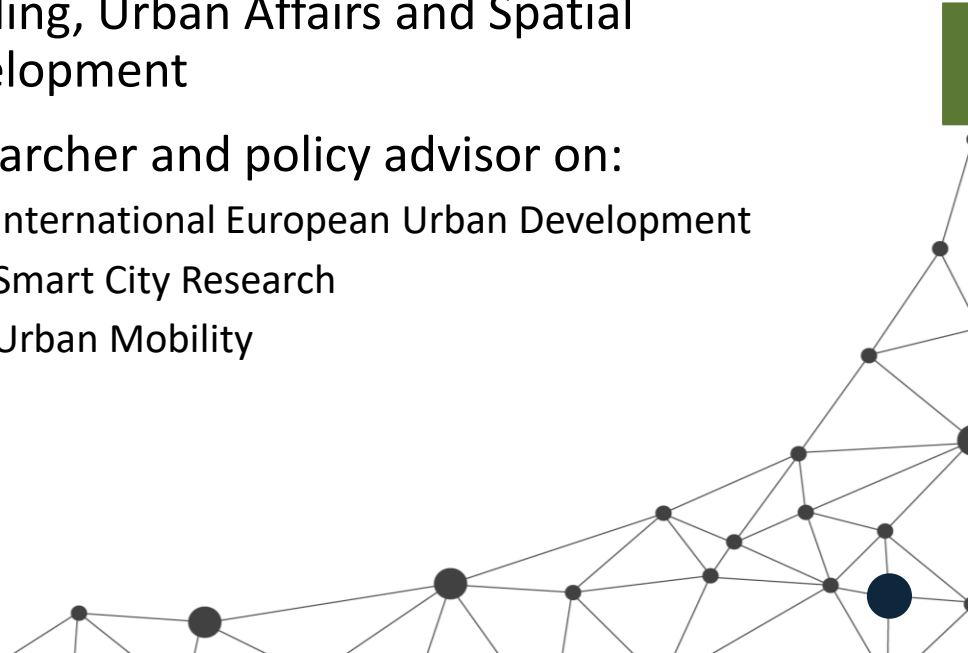 ing, Urban Affairs and Spatial
elopment
archer and policy advisor on:
nternational European Urban Development
Smart City Research
Urban Mobility